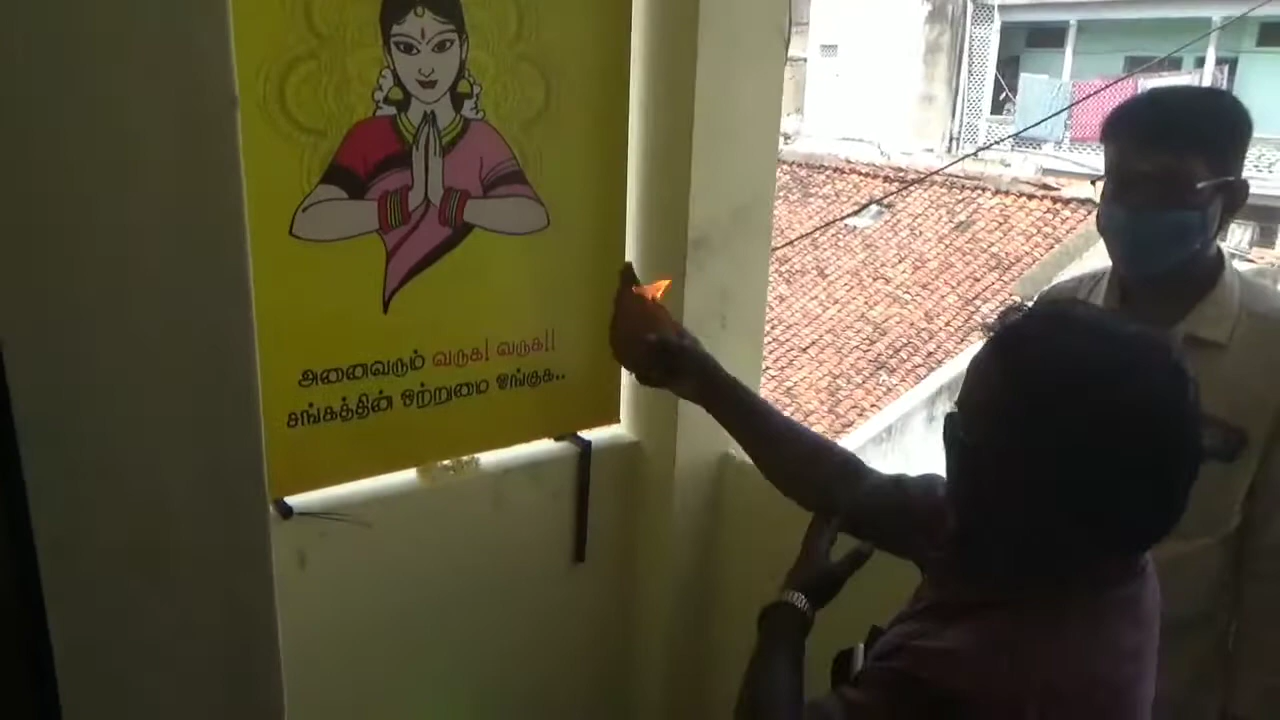 அனைவரும் வருக! வருக!!
சங்கத்தின் ஒற்றுமை ஓங்குக..